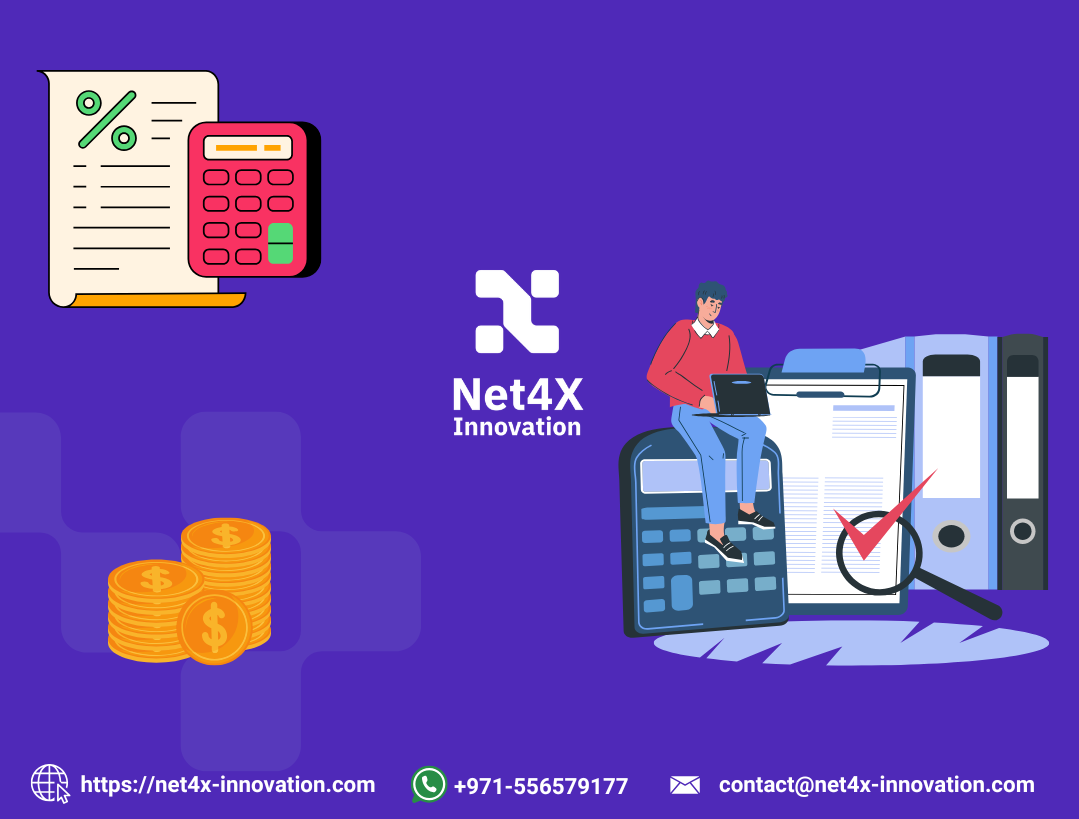 %
Net4X
Innovation
$
$
$
https://net4x-innovation.com
+971-556579177
contact@net4x-innovation.com